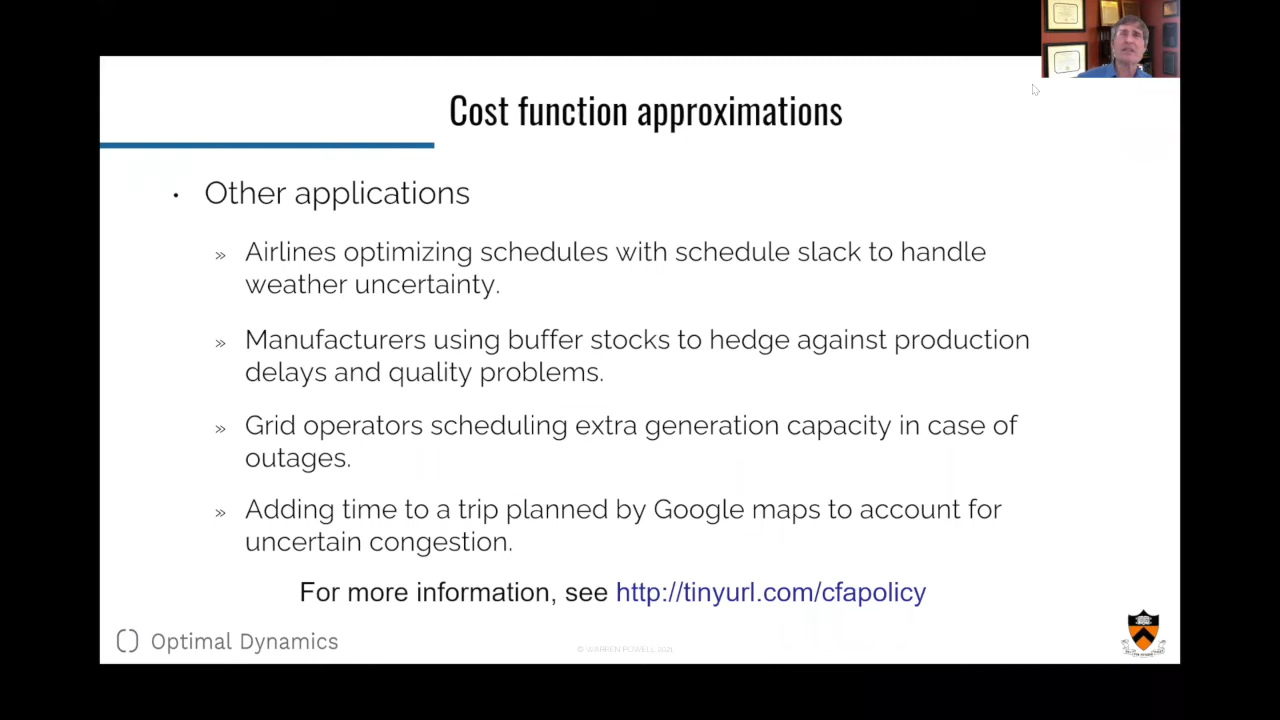 Cost function approximations
• Other applications
» Airlines optimizing schedules with schedule slack to handle
weather uncertainty.
» Manufacturers using buffer stocks to hedge against production
delays and quality problems.
» Grid operators scheduling extra generation capacity in case of
outages.
» Adding time to a trip planned by Google maps to account for
uncertain congestion.
For more information, see http://tinyurl.com/cfapolicy
Optimal Dynamics
© WARREN POWELL 2021